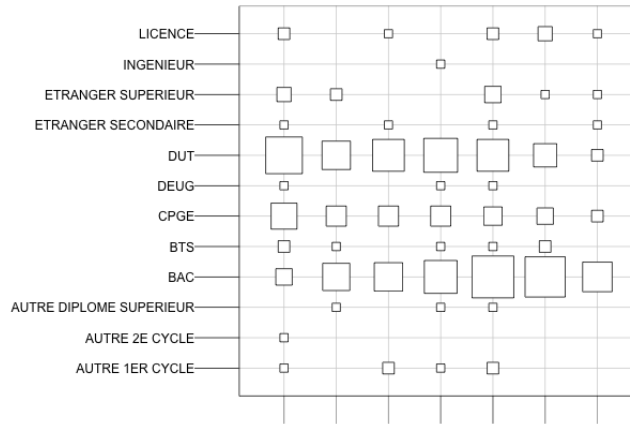 LICENCE
INGENIEUR
ETRANGER SUPERIEUR
ETRANGER SECONDAIRE
DUT
DEUG
CPGE
BTS
BAC
AUTRE DIPLOME SUPERIEUR
AUTRE 2E CYCLE
AUTRE 1ER CYCLE